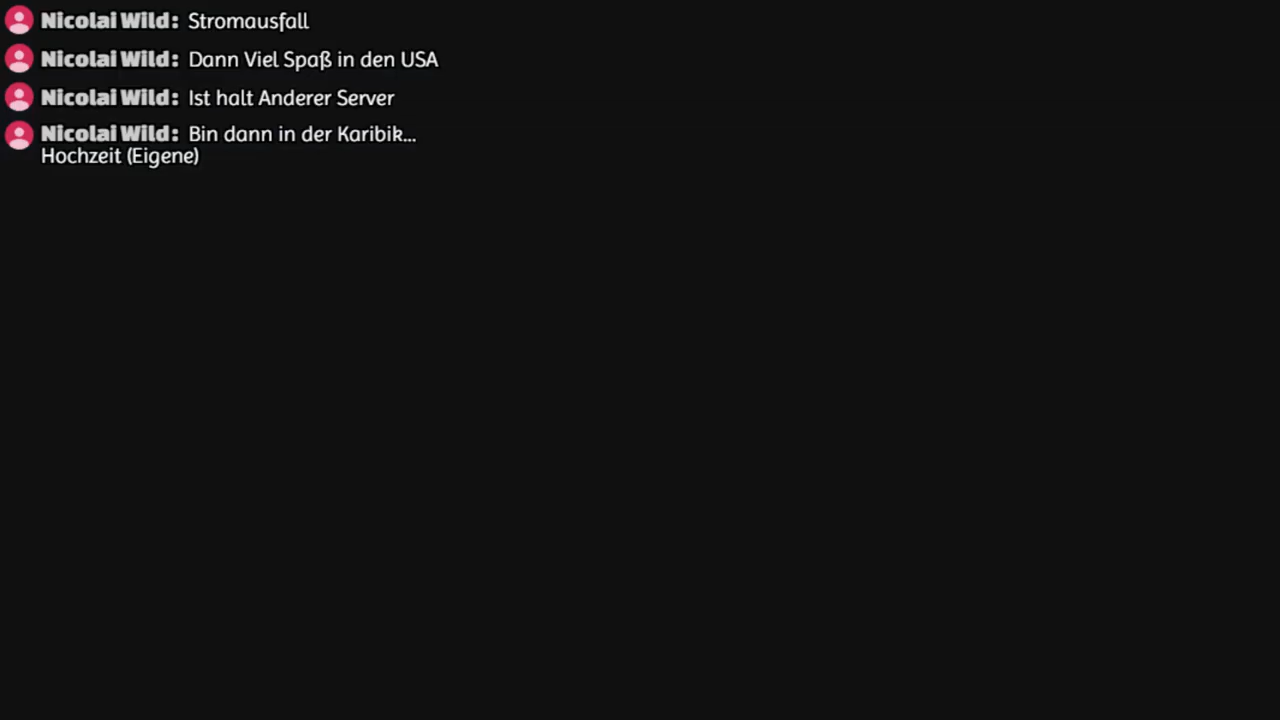 Nicolai Wild: Stromausfall
Nicolai Wild: Dann Viel Spaß in den USA
Nicolai Wild: Ist halt Anderer Server
Nicolai Wild: Bin dann in der Karibik...
Hochzeit (Eigene)